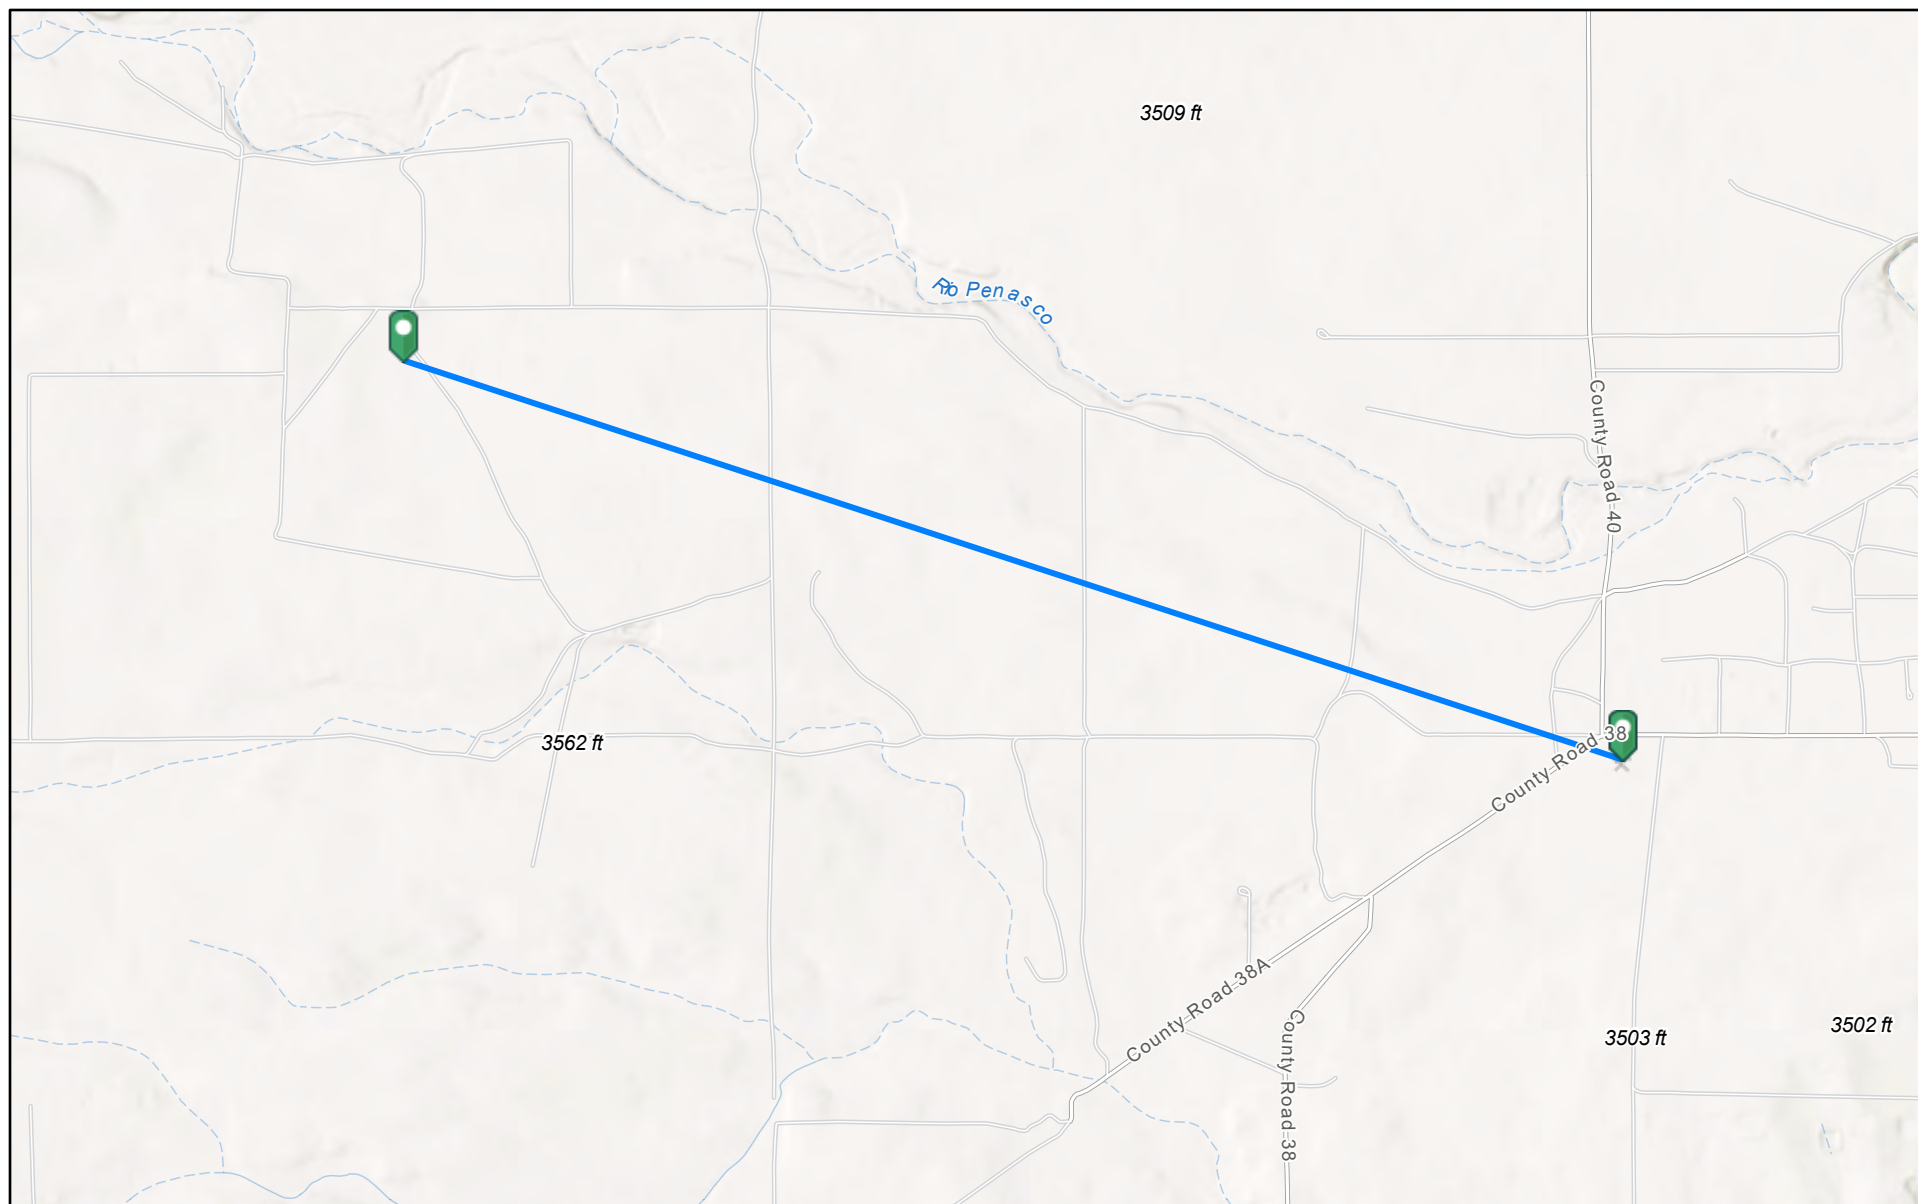 3509 ft
Rio Penasco
County Road 40
County Road 38
3562 ft
County Road 38A
County Road 38
3503 ft
3502 ft